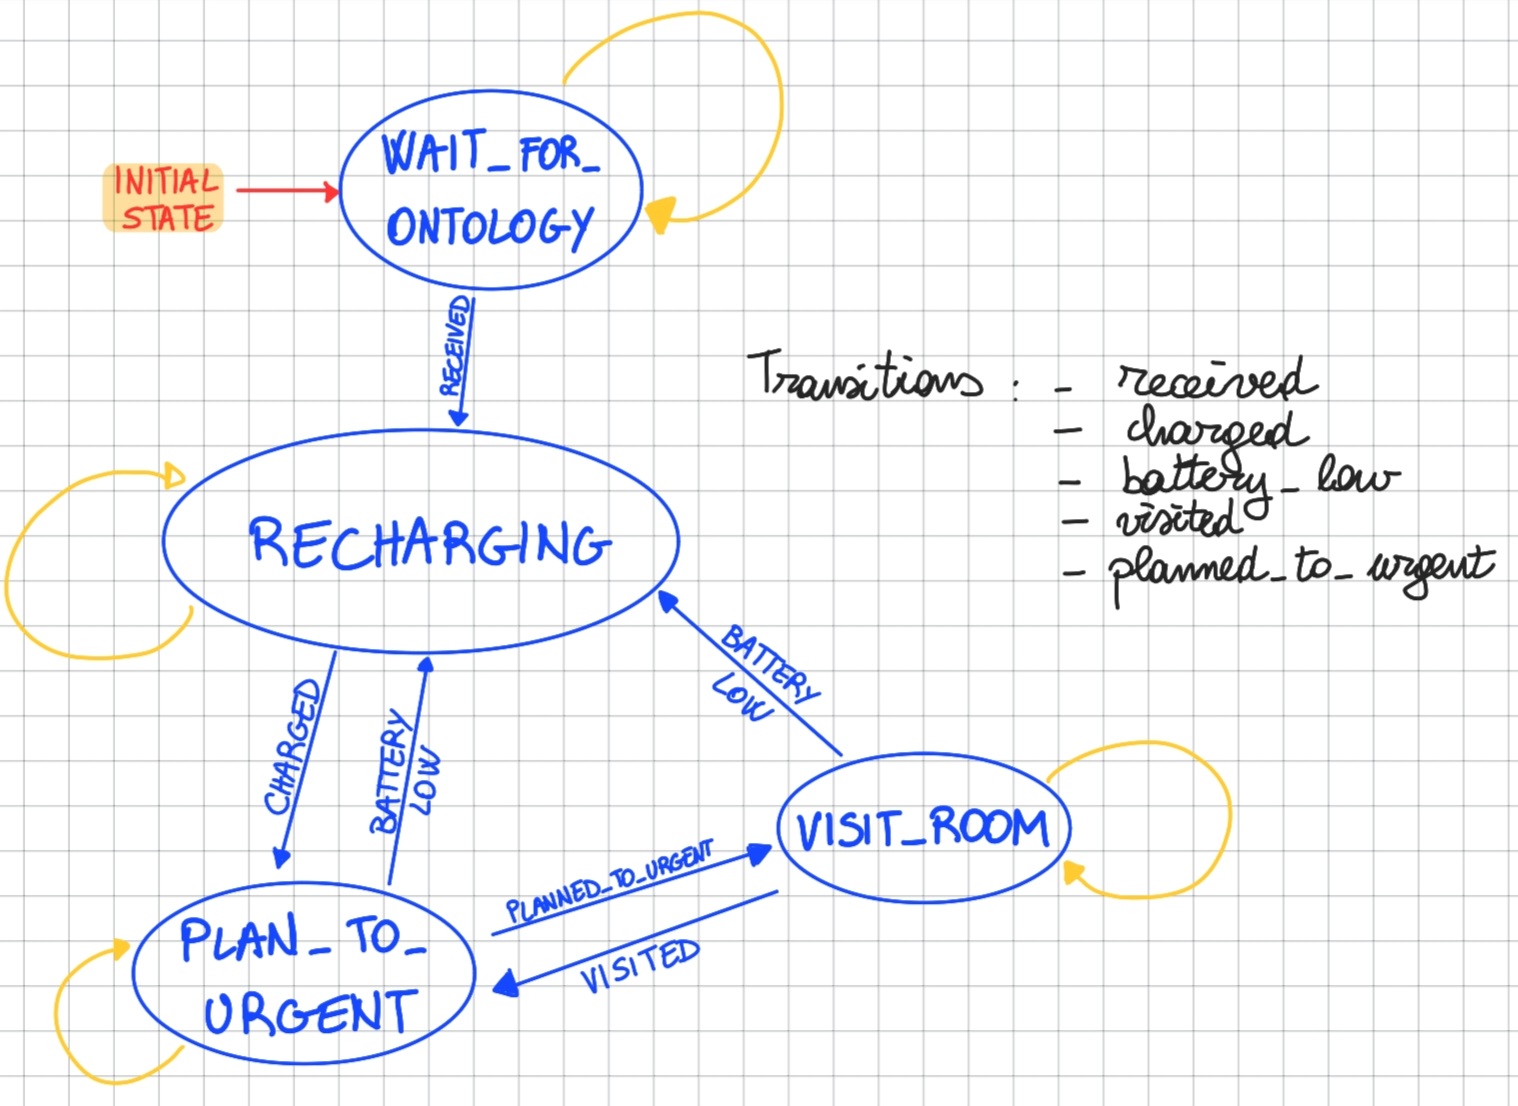 WAIT_FOR_
ONTOLOGY
INITIAL
STATE
RECEIVED
Transitions : - received
- charged
- battery_low
- visited
- planned_to_urgent
RECHARGING
BATTERY
LOW
CHARGED
BATTERY
LOW
VISIT_ROOM
PLANNED_TO_URGENT
VISITED
PLAN_TO_
URGENT